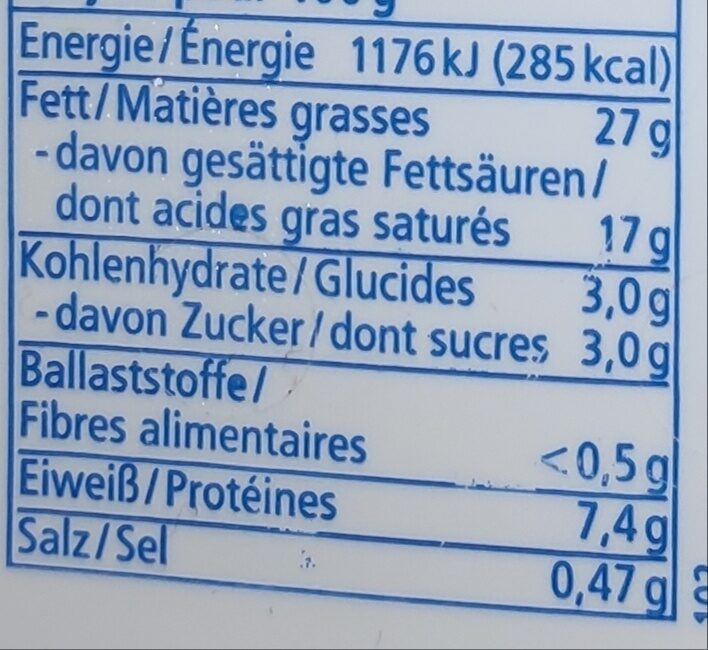 Energie/Énergie 1176 kJ (285 kcal)
Fett/Matières grasses 27 g
- davon gesättigte Fettsäuren/
dont acides gras saturés 17 g
Kohlenhydrate/Glucides 3,0 g
- davon Zucker/dont sucres 3,0 g
Ballaststoffe/
Fibres alimentaires <0,5 g
Eiweiß/Protéines 7,4 g
Salz/Sel 0,47 g